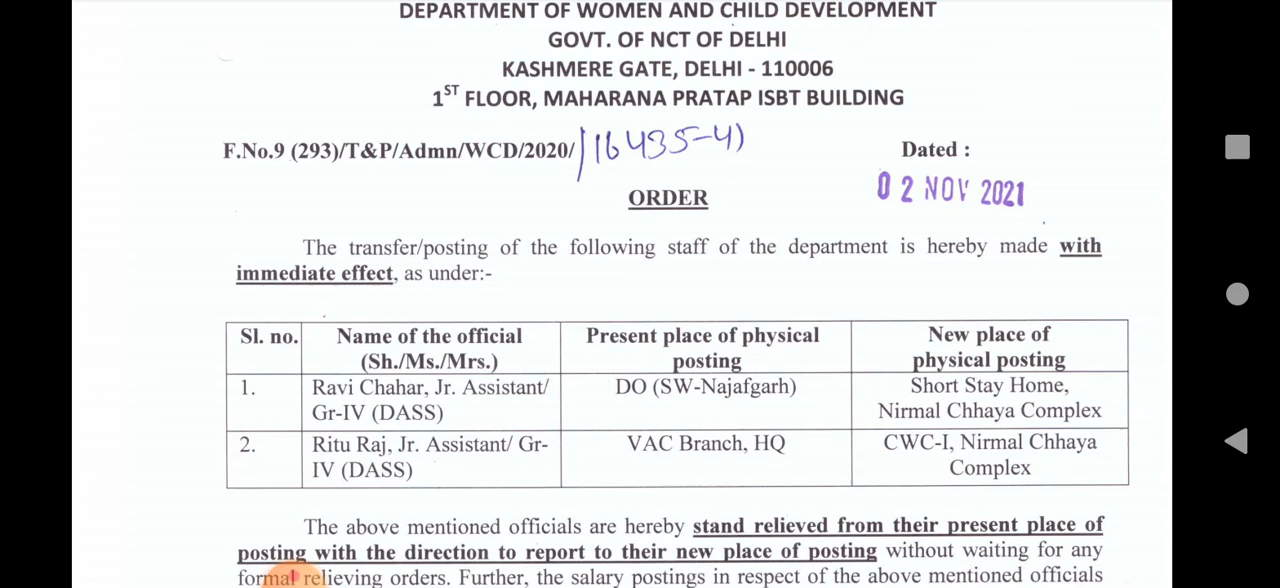 DEPARTMENT OF WOMEN AND CHILD DEVELOPMENT
GOVT. OF NCT OF DELHI
KASHMERE GATE, DELHI - 110006
1ST FLOOR, MAHARANA PRATAP ISBT BUILDING
F.No.9 (293)/T&P/Admn/WCD/2020/ /16435-41
Dated :
02 NOV 2021
ORDER
The transfer/posting of the following staff of the department is hereby made with
immediate effect, as under:-
Sl. no. Name of the official (Sh./Ms./Mrs.) Present place of physical posting New place of physical posting
1. Ravi Chahar, Jr. Assistant/ Gr-IV (DASS) DO (SW-Najafgarh) Short Stay Home, Nirmal Chhaya Complex
2. Ritu Raj, Jr. Assistant/ Gr-IV (DASS) VAC Branch, HQ CWC-I, Nirmal Chhaya Complex
The above mentioned officials are hereby stand relieved from their present place of
posting with the direction to report to their new place of posting without waiting for any
formal relieving orders. Further, the salary postings in respect of the above mentioned officials